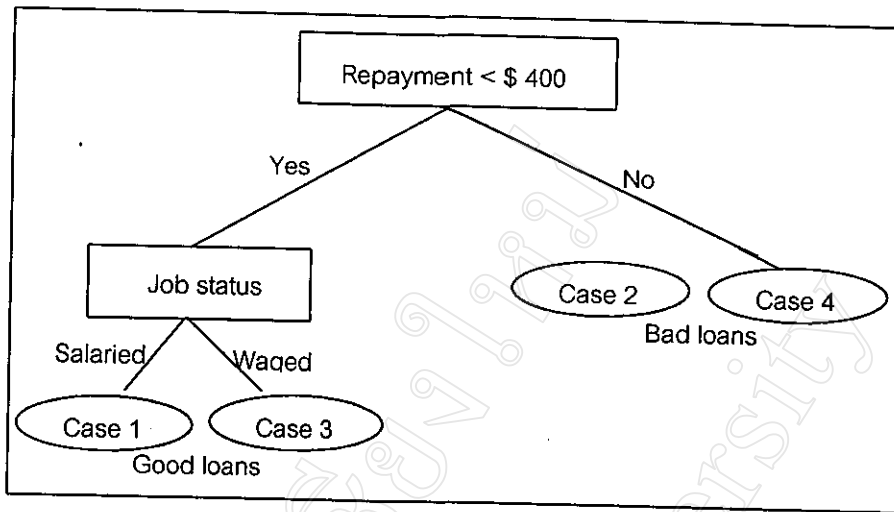 Repayment < $ 400
Yes
No
Job status
Case 2
Case 4
Bad loans
Salaried
Waged
Case 1
Case 3
Good loans